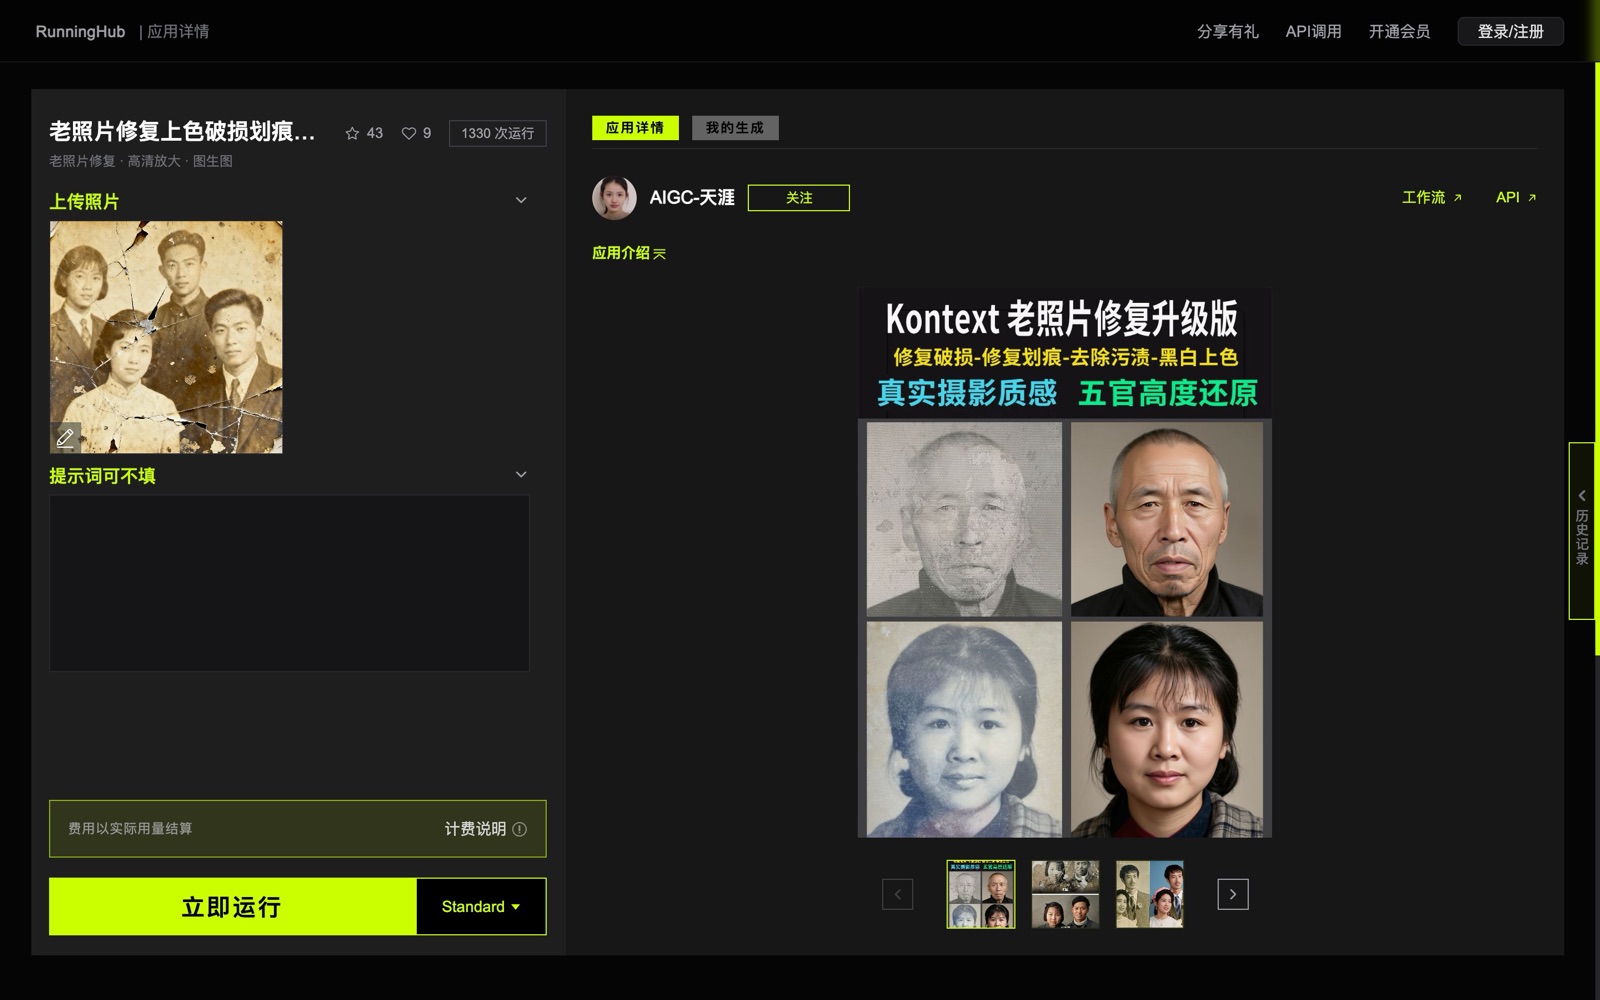 RunningHub | 应用详情
分享有礼 API调用 开通会员 登录/注册
老照片修复上色破损划痕... 43 9 1330 次运行
老照片修复 · 高清放大 · 图生图
上传照片
提示词可不填
费用以实际用量结算 计费说明
立即运行 Standard
应用详情 我的生成
AIGC-天涯 关注 工作流 API
应用介绍
Kontext 老照片修复升级版
修复破损-修复划痕-去除污渍-黑白上色
真实摄影质感 五官高度还原
历史记录